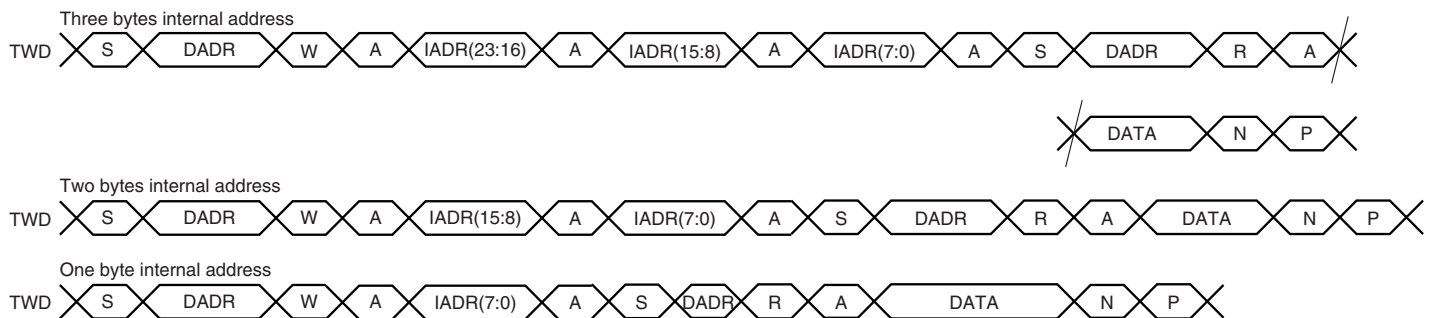 Three bytes internal address
TWD S DADR W A IADR(23:16) A IADR(15:8) A IADR(7:0) A S DADR R A
DATA N P
Two bytes internal address
TWD S DADR W A IADR(15:8) A IADR(7:0) A S DADR R A DATA N P
One byte internal address
TWD S DADR W A IADR(7:0) A S DADR R A DATA N P